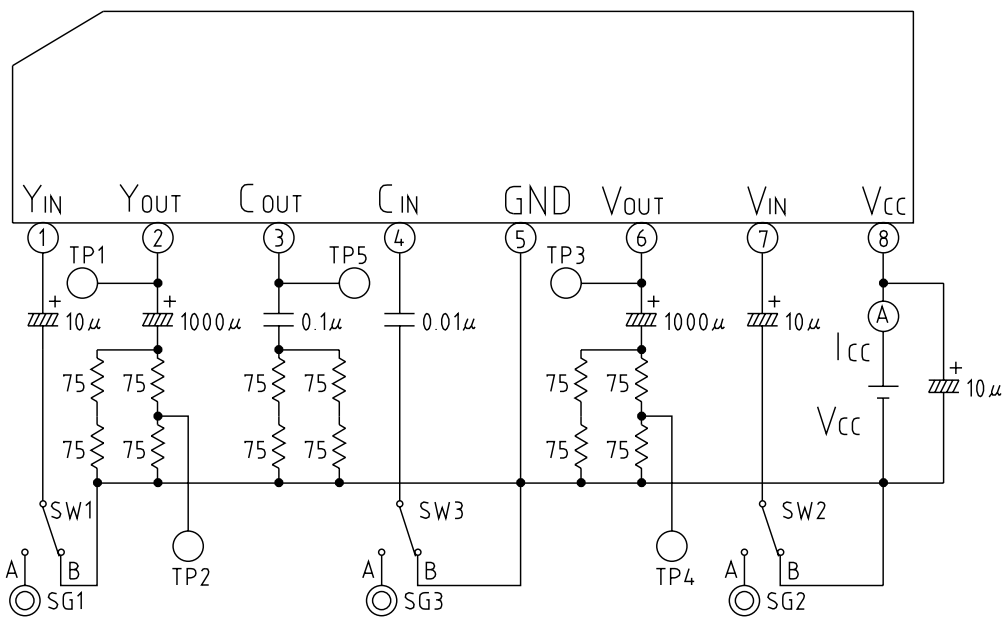 YIN YOUT COUT CIN GND VOUT VIN VCC
1 2 3 4 5 6 7 8
TP1 TP5 TP3
+ + + +
A
10μ 1000μ 0.1μ 0.01μ 1000μ 10μ
ICC
+
75 75 75 75 75 75
10μ
VCC
75 75 75 75 75 75
SW1 SW3 SW2
A B A B A B
TP2 TP4
SG1 SG3 SG2